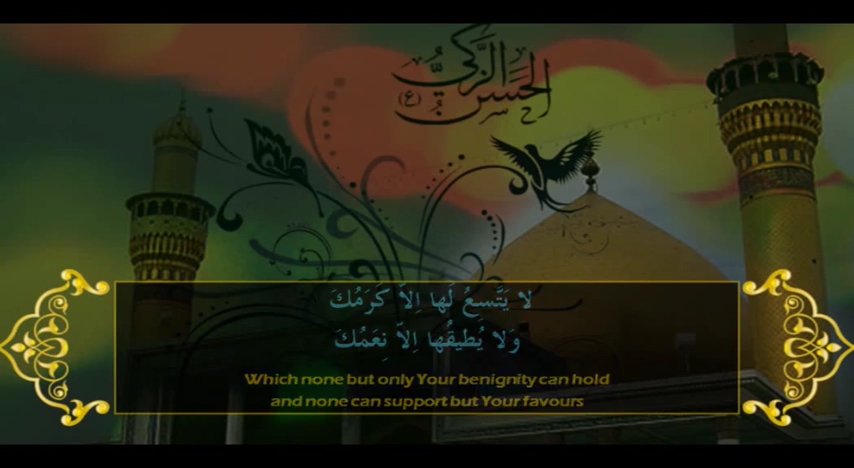 الحسن الزكي (ع)
لا يَتَّسِعُ لَها اِلاّ كَرَمُكَ
وَلا يُطيقُها اِلاّ نِعَمُكَ
Which none but only Your benignity can hold
and none can support but Your favours